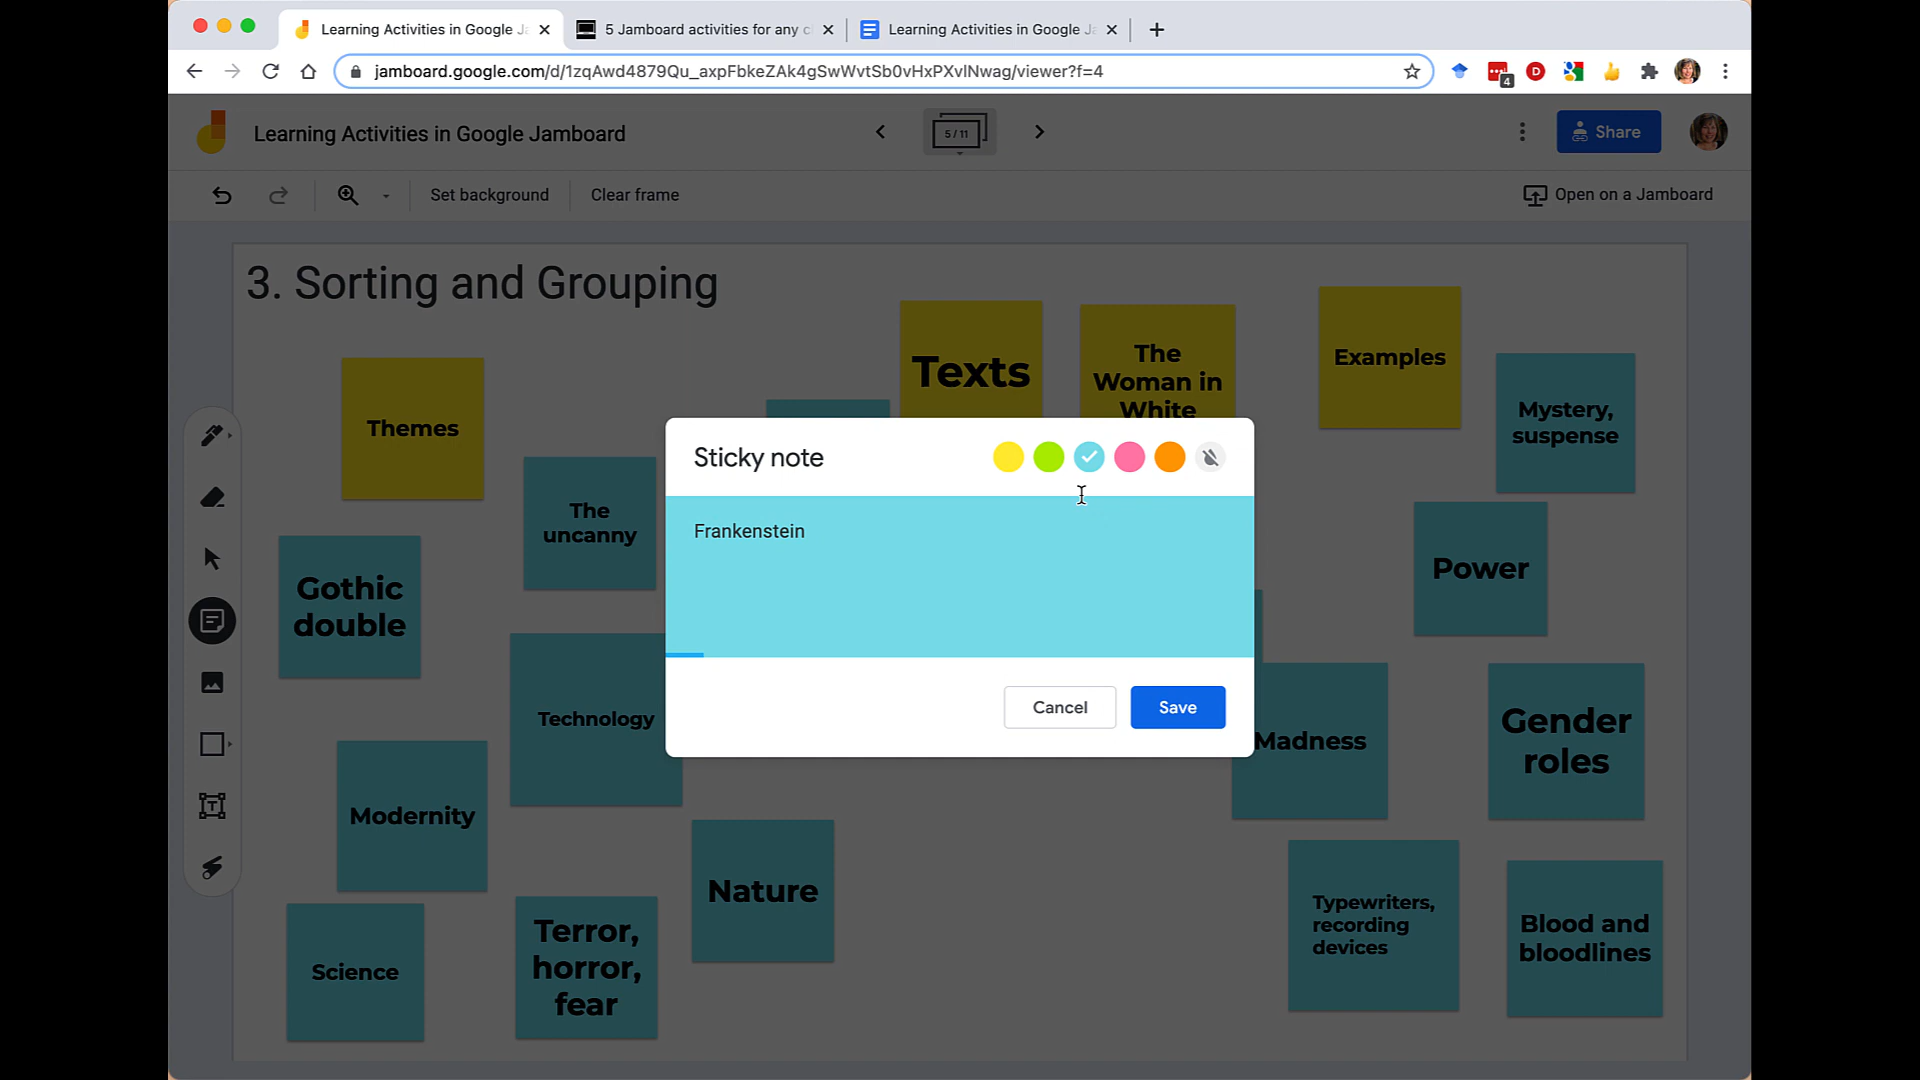 Learning Activities in Google Ja
5 Jamboard activities for any c
Learning Activities in Google J
jamboard.google.com/d/1zqAwd4879Qu_axpFbkeZAk4gSwWvtSb0vHxPXvlNwag/viewer?f=4
4
D
Learning Activities in Google Jamboard
5 / 11
Share
Set background
Clear frame
Open on a Jamboard
3. Sorting and Grouping
Themes
Texts
The
Woman in
White
Examples
Mystery,
suspense
The
uncanny
Gothic
double
Sticky note
Frankenstein
Cancel
Save
Power
Technology
Madness
Gender
roles
Modernity
Nature
Science
Terror,
horror,
fear
Typewriters,
recording
devices
Blood and
bloodlines